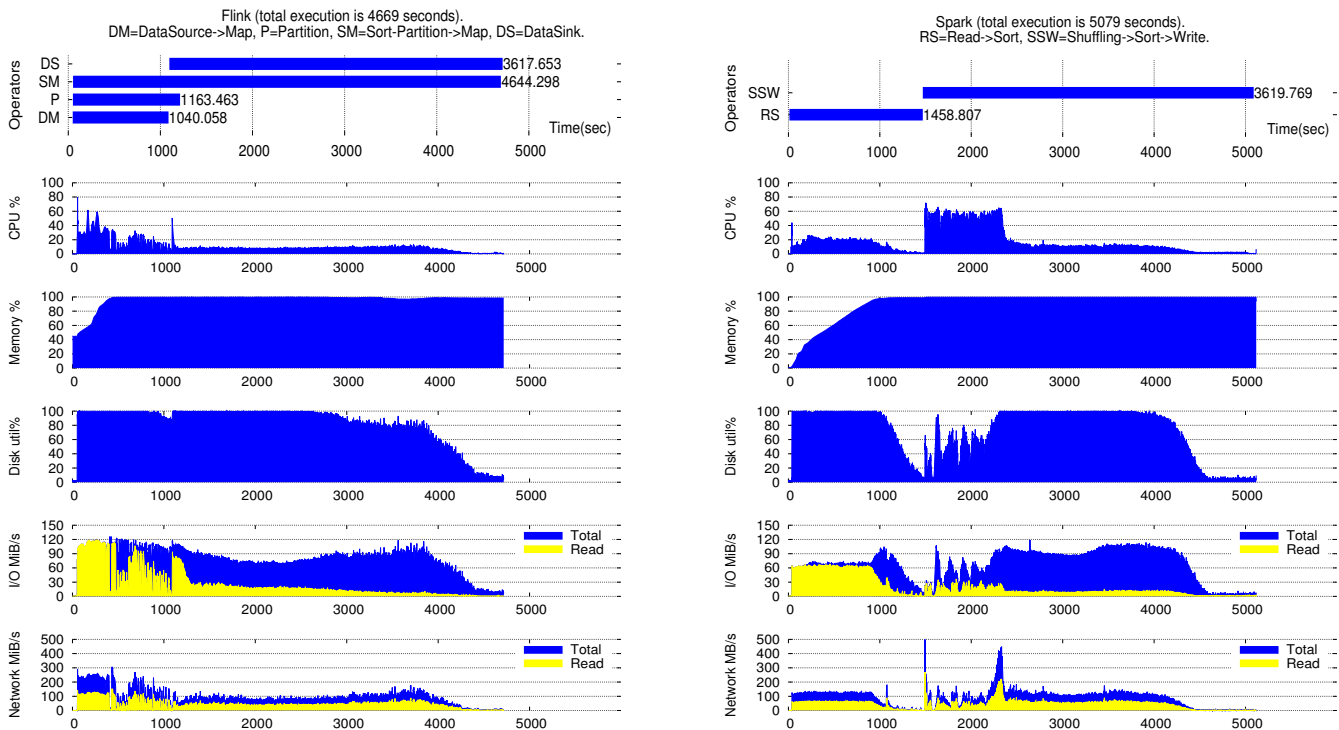 Flink (total execution is 4669 seconds).
DM=DataSource->Map, P=Partition, SM=Sort-Partition->Map, DS=DataSink.
Operators
DS
SM
P
DM
3617.653
4644.298
1163.463
1040.058
Time(sec)
0 1000 2000 3000 4000 5000
CPU %
100
80
60
40
20
0
0 1000 2000 3000 4000 5000
Memory %
100
80
60
40
20
0
0 1000 2000 3000 4000 5000
Disk util%
100
80
60
40
20
0
0 1000 2000 3000 4000 5000
I/O MiB/s
150
120
90
60
30
0
Total
Read
0 1000 2000 3000 4000 5000
Network MiB/s
500
400
300
200
100
0
Total
Read
0 1000 2000 3000 4000 5000
Spark (total execution is 5079 seconds).
RS=Read->Sort, SSW=Shuffling->Sort->Write.
Operators
SSW
RS
3619.769
1458.807
Time(sec)
0 1000 2000 3000 4000 5000
CPU %
100
80
60
40
20
0
0 1000 2000 3000 4000 5000
Memory %
100
80
60
40
20
0
0 1000 2000 3000 4000 5000
Disk util%
100
80
60
40
20
0
0 1000 2000 3000 4000 5000
I/O MiB/s
150
120
90
60
30
0
Total
Read
0 1000 2000 3000 4000 5000
Network MB/s
500
400
300
200
100
0
Total
Read
0 1000 2000 3000 4000 5000